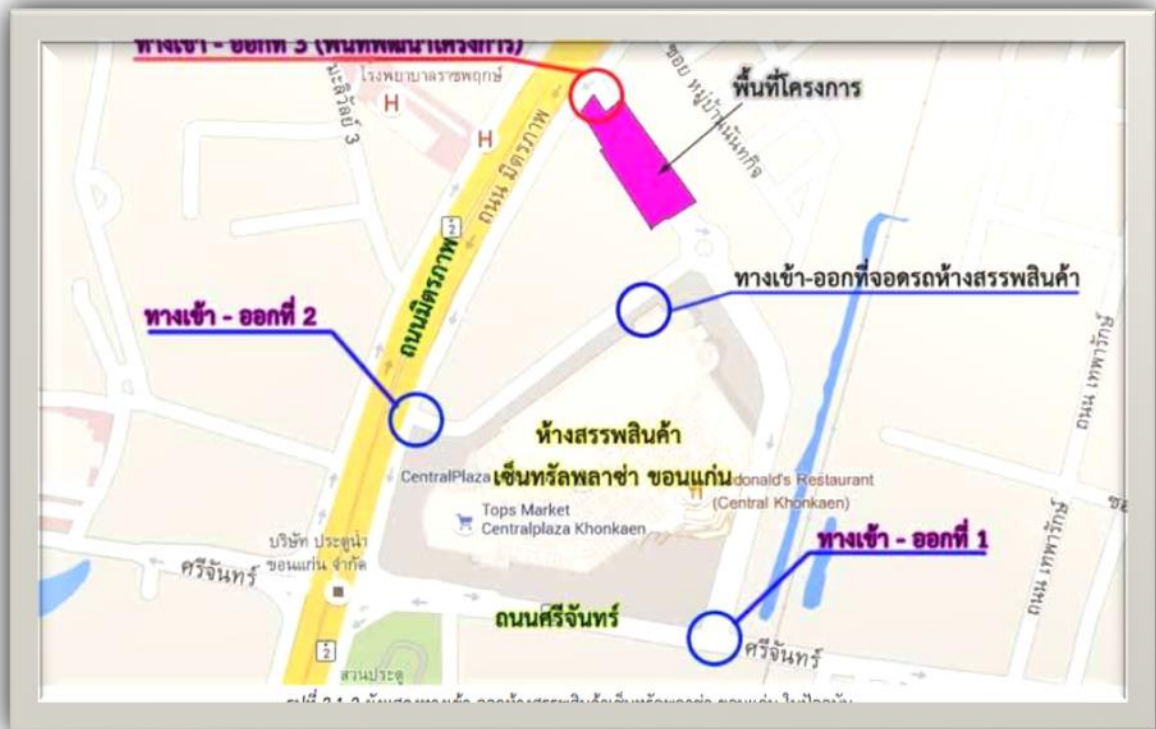 ทางเข้า - ออกที่ 3 (พื้นที่พัฒนาโครงการ)
โรงพยาบาลราชพฤกษ์
H
H
มะลิวัลย์ 3
ซอย หมู่บ้านนันทกิจ
พื้นที่โครงการ
ถนน มิตรภาพ
2
ถนนมิตรภาพ
ทางเข้า-ออกที่จอดรถห้างสรรพสินค้า
ทางเข้า - ออกที่ 2
ถนน เทพารักษ์
ห้างสรรพสินค้า
CentralPlaza
เซ็นทรัลพลาซ่า ขอนแก่น
donald's Restaurant
(Central Khonkaen)
Tops Market
Centralplaza Khonkaen
ทางเข้า - ออกที่ 1
บริษัท ประตูน้ำ
ขอนแก่น จำกัด
ศรีจันทร์
ถนน เทพารักษ์
ถนนศรีจันทร์
ศรีจันทร์
2
สวนประตู